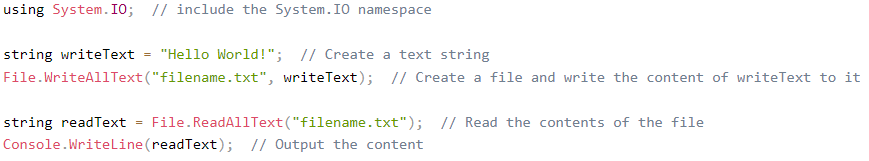 using System.IO;  // include the System.IO namespace
string writeText = "Hello World!";  // Create a text string
File.WriteAllText("filename.txt", writeText);  // Create a file and write the content of writeText to it
string readText = File.ReadAllText("filename.txt");  // Read the contents of the file
Console.WriteLine(readText);  // Output the content